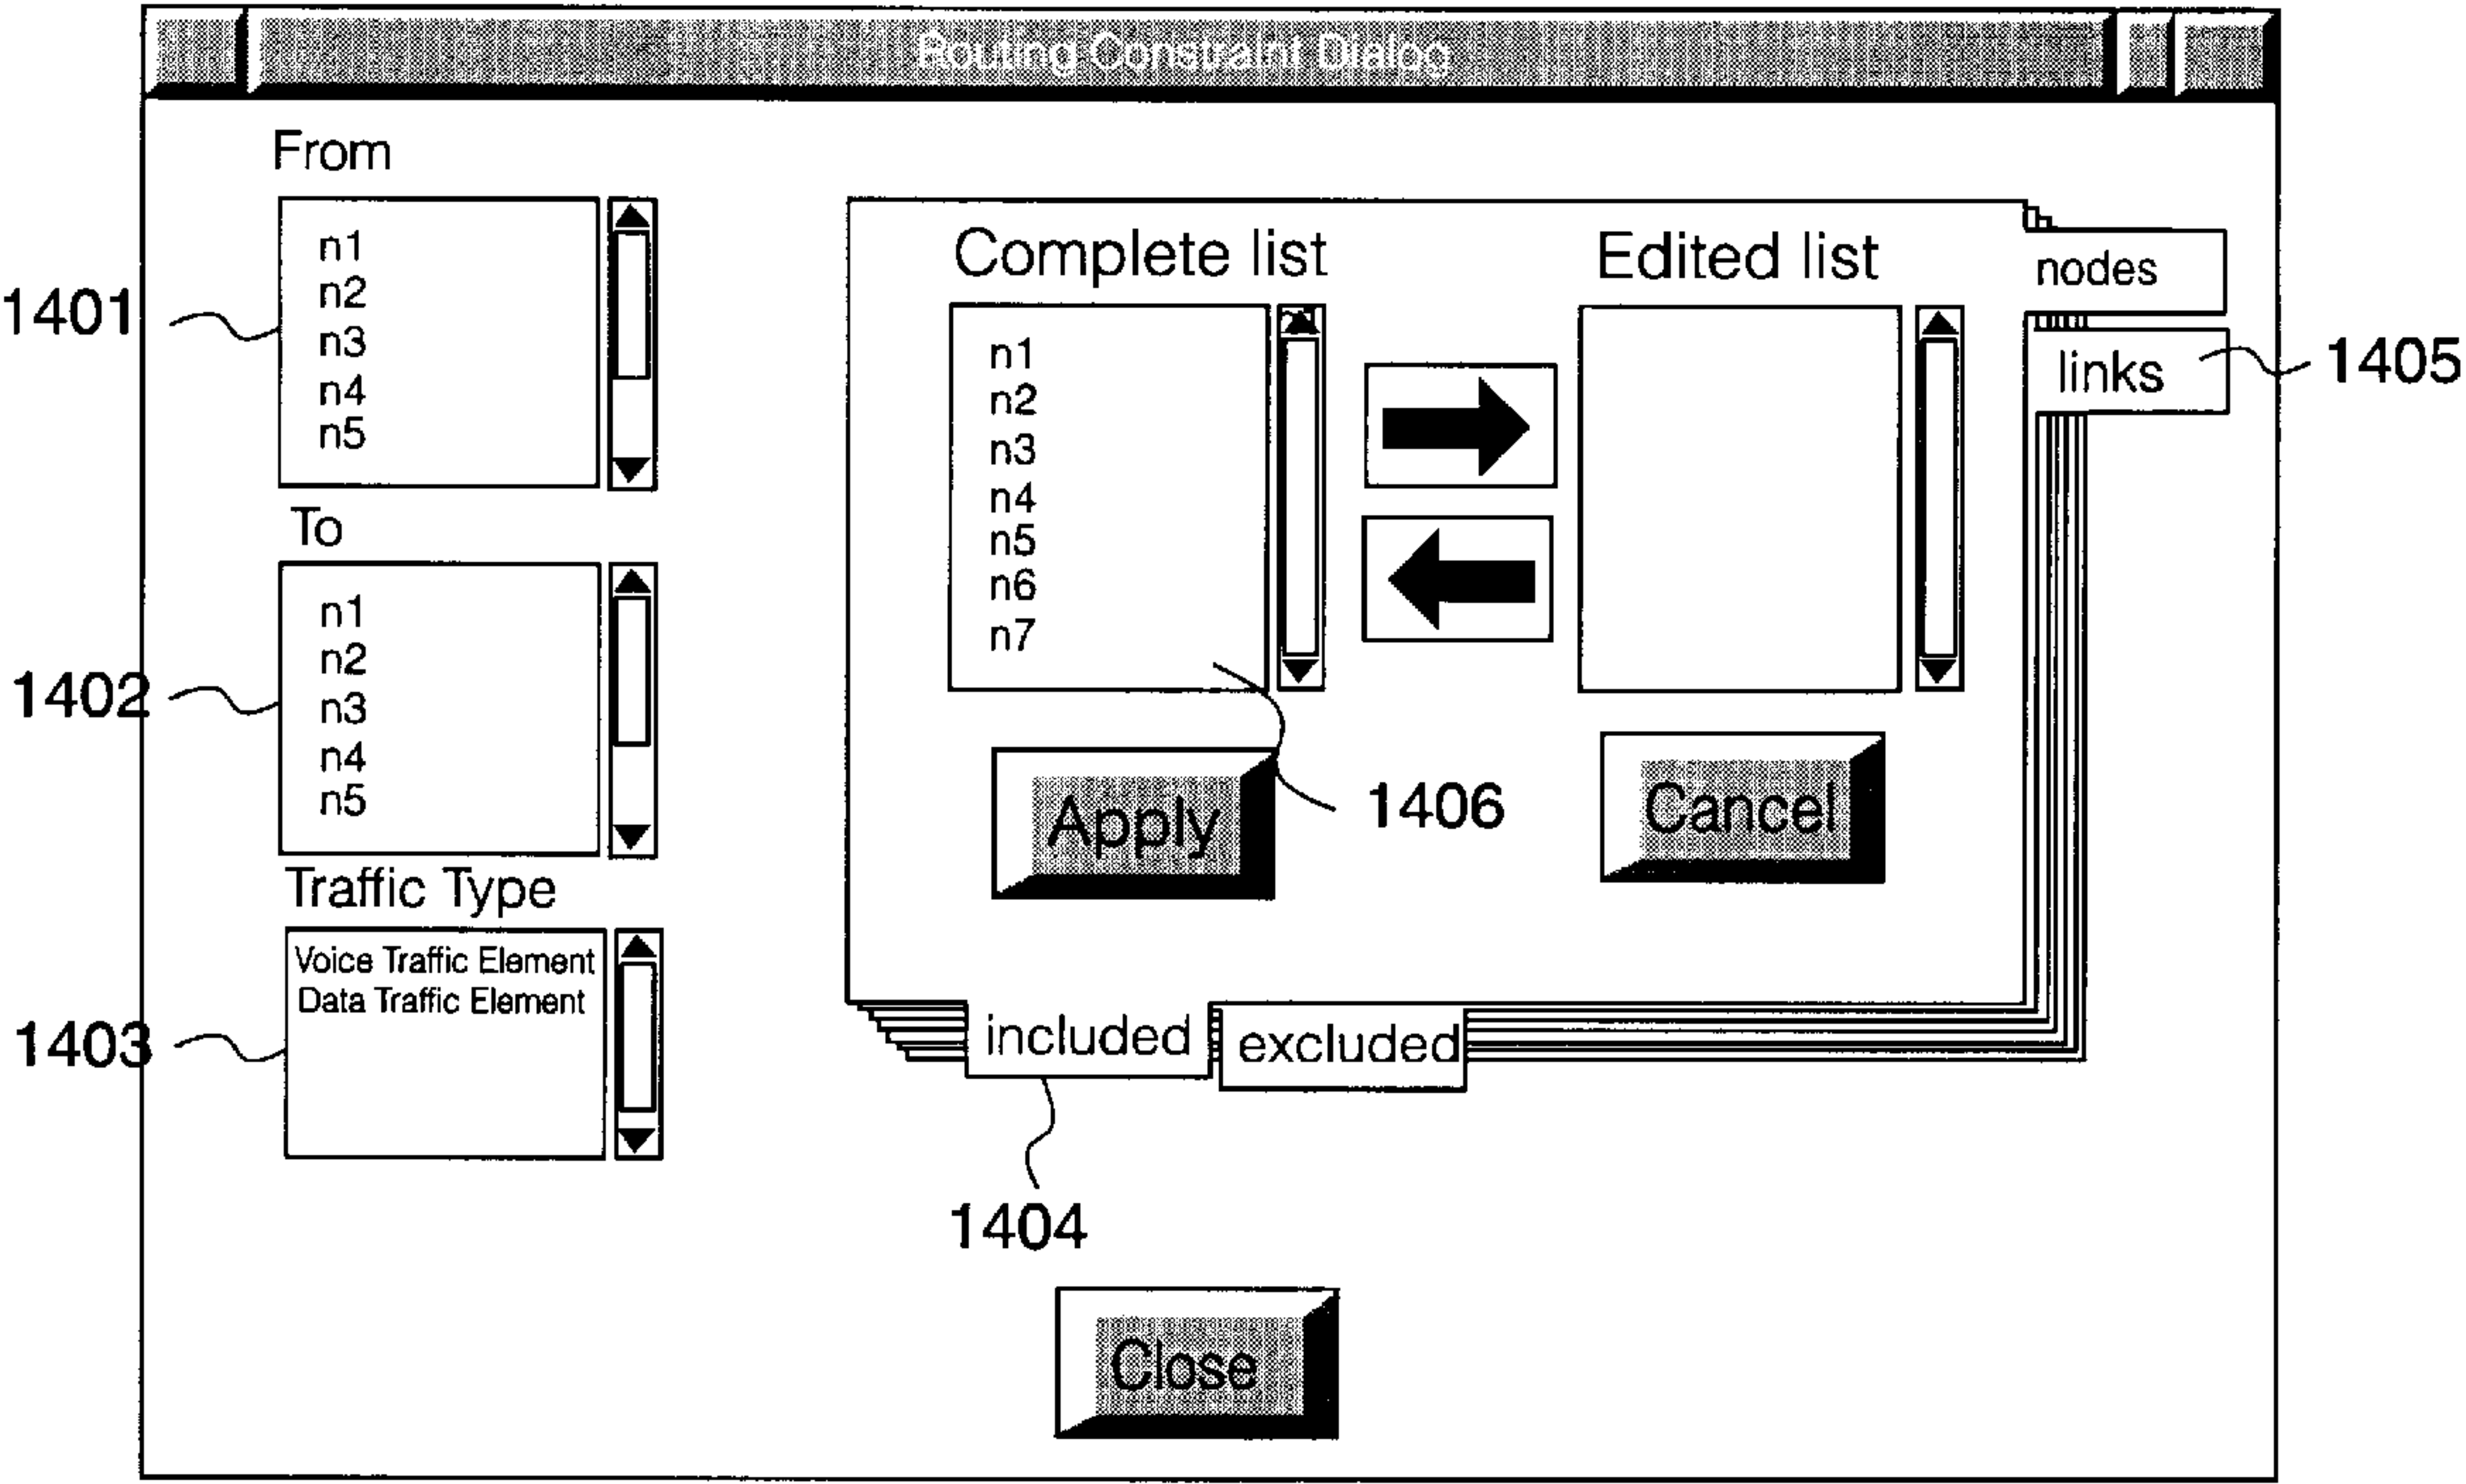 Routing Constraint Dialog
From
n1
n2
n3
n4
n5
1401
To
n1
n2
n3
n4
n5
1402
Traffic Type
Voice Traffic Element
Data Traffic Element
1403
Complete list
n1
n2
n3
n4
n5
n6
n7
Edited list
nodes
links
1405
Apply
1406
Cancel
included
excluded
1404
Close